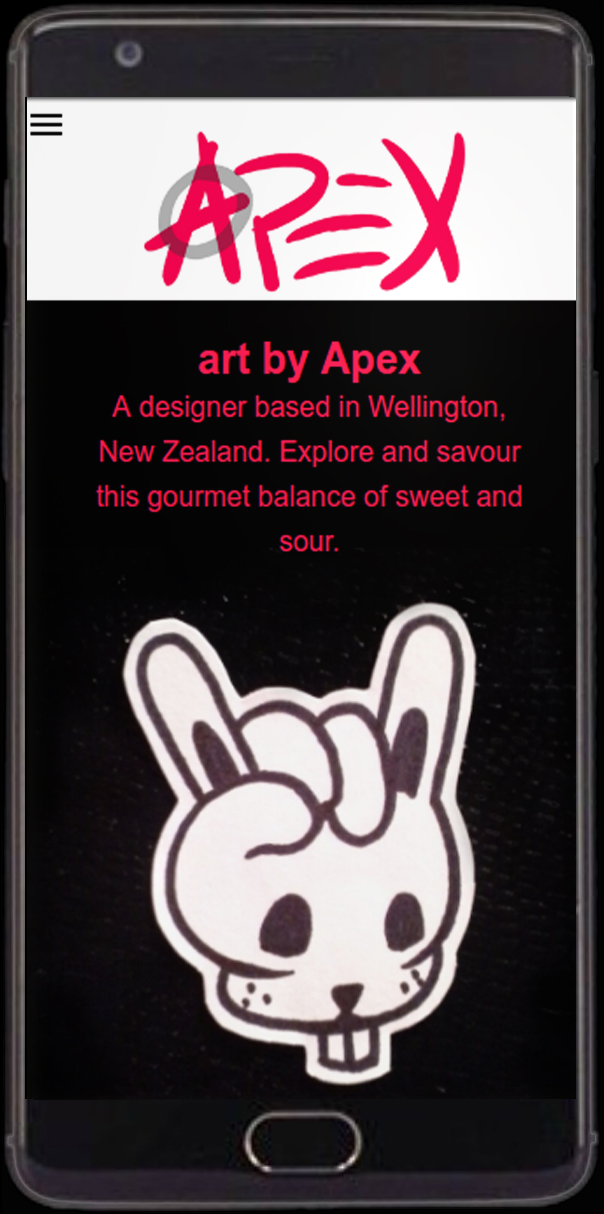 APEX
art by Apex
A designer based in Wellington,
New Zealand. Explore and savour
this gourmet balance of sweet and
sour.